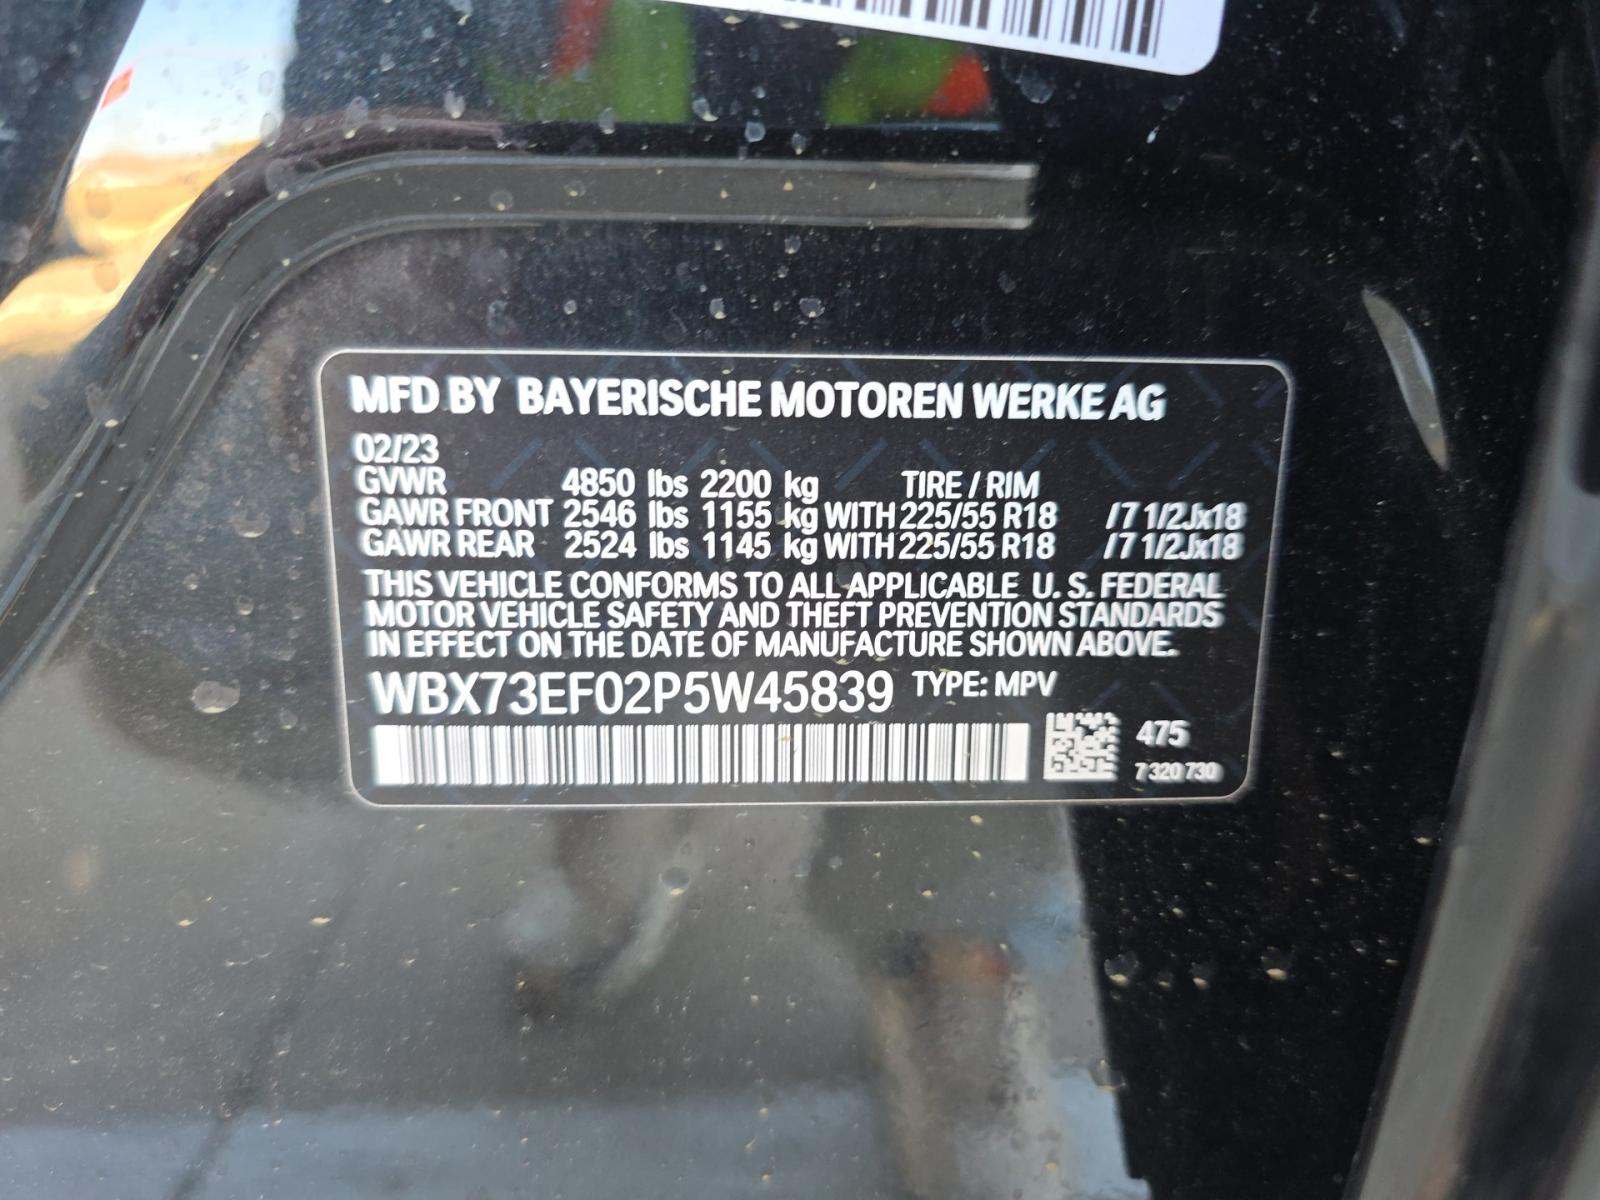 MFD BY BAYERISCHE MOTOREN WERKE AG
02/23
GVWR 4850 lbs 2200 kg TIRE / RIM
GAWR FRONT 2546 lbs 1155 kg WITH 225/55 R18 /7 1/2Jx18
GAWR REAR 2524 lbs 1145 kg WITH 225/55 R18 /7 1/2Jx18
THIS VEHICLE CONFORMS TO ALL APPLICABLE U. S. FEDERAL
MOTOR VEHICLE SAFETY AND THEFT PREVENTION STANDARDS
IN EFFECT ON THE DATE OF MANUFACTURE SHOWN ABOVE.
WBX73EF02P5W45839 TYPE: MPV
475
7 320 730